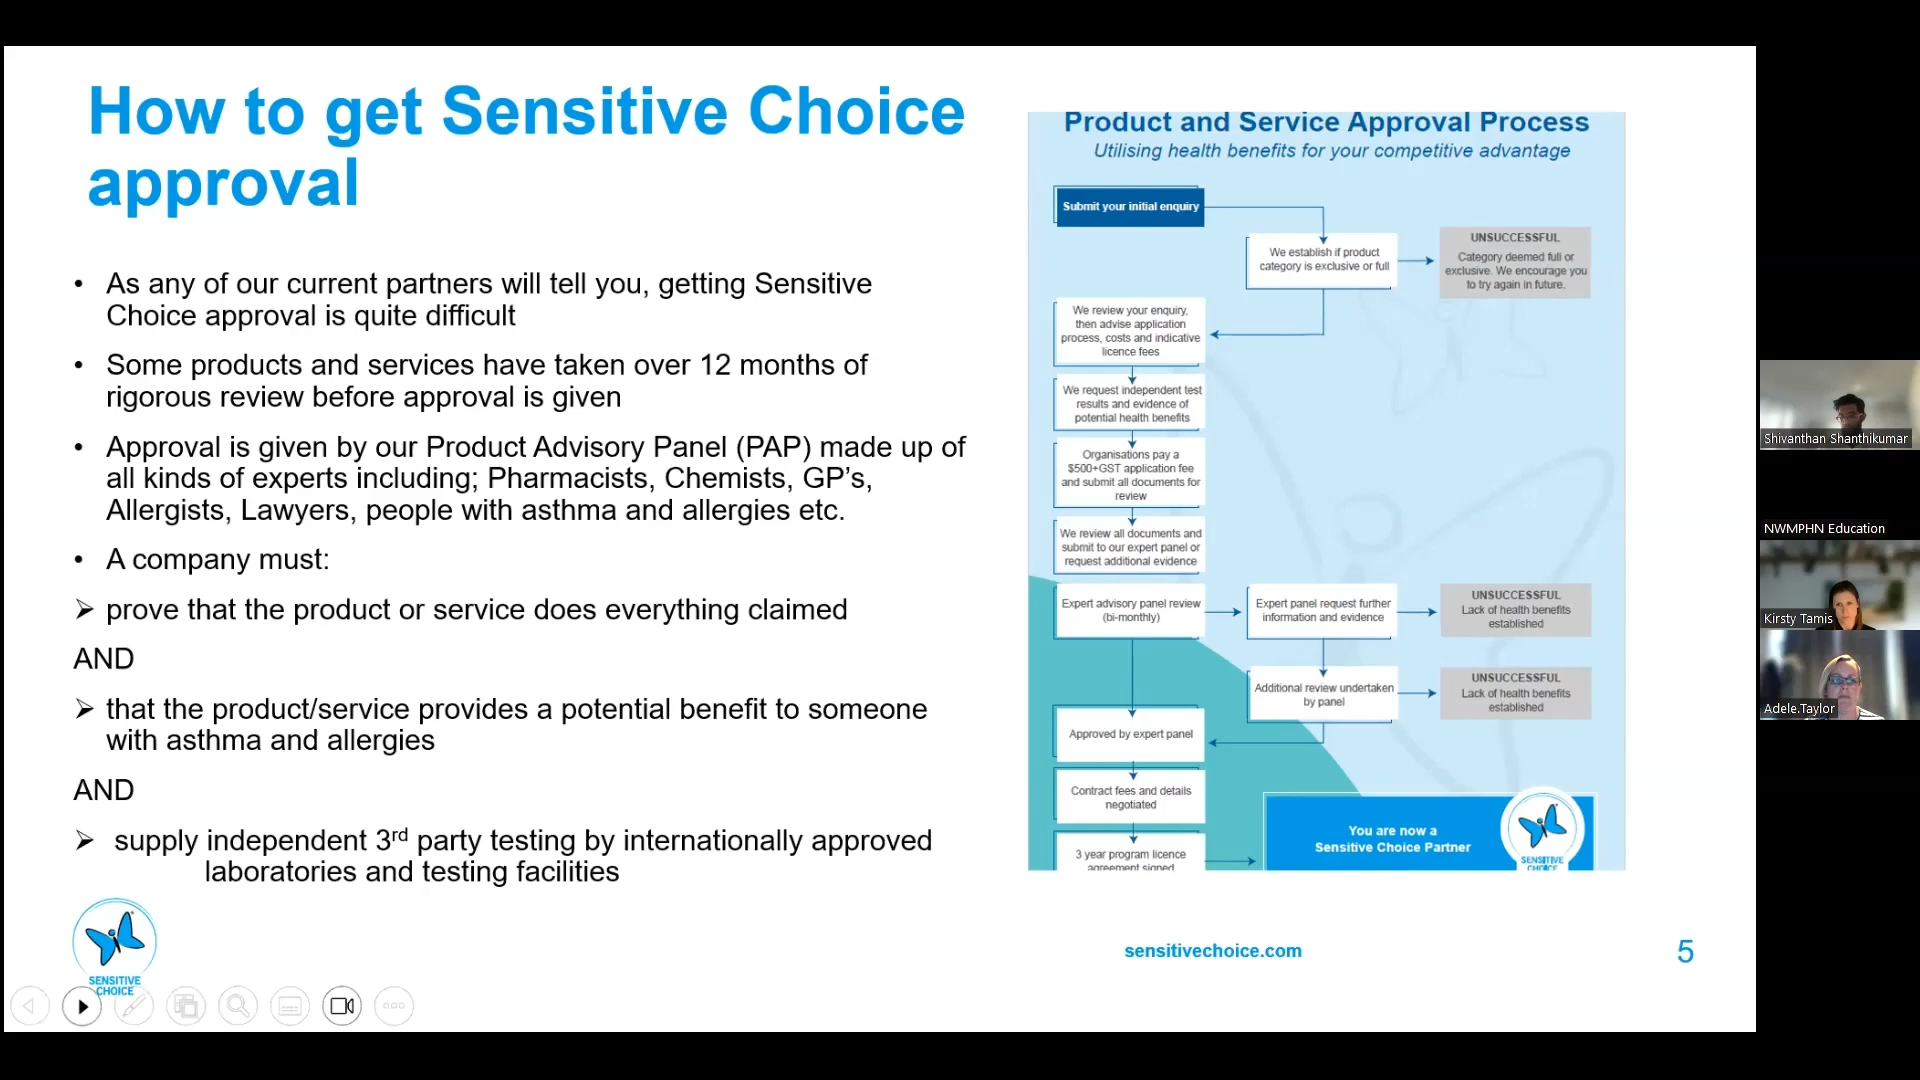 How to get Sensitive Choice
approval
• As any of our current partners will tell you, getting Sensitive
Choice approval is quite difficult
• Some products and services have taken over 12 months of
rigorous review before approval is given
• Approval is given by our Product Advisory Panel (PAP) made up of
all kinds of experts including; Pharmacists, Chemists, GP’s,
Allergists, Lawyers, people with asthma and allergies etc.
• A company must:
➢ prove that the product or service does everything claimed
AND
➢ that the product/service provides a potential benefit to someone
with asthma and allergies
AND
➢ supply independent 3rd party testing by internationally approved
laboratories and testing facilities
SENSITIVE
CHOICE
Product and Service Approval Process
Utilising health benefits for your competitive advantage
Submit your initial enquiry
We establish if product
category is exclusive or full
UNSUCCESSFUL
Category deemed full or
exclusive. We encourage you
to try again in future.
We review your enquiry,
then advise application
process, costs and indicative
licence fees
We request independent test
results and evidence of
potential health benefits
Organisations pay a
$500+GST application fee
and submit all documents for
review
We review all documents and
submit to our expert panel or
request additional evidence
Expert advisory panel review
(bi-monthly)
Expert panel request further
information and evidence
UNSUCCESSFUL
Lack of health benefits
established
Additional review undertaken
by panel
UNSUCCESSFUL
Lack of health benefits
established
Approved by expert panel
Contract fees and details
negotiated
3 year program licence
agreement signed
You are now a
Sensitive Choice Partner
SENSITIVE
CHOICE
sensitivechoice.com
5
Shivanthan Shanthikumar
NWMPHN Education
Kirsty Tamis
Adele.Taylor